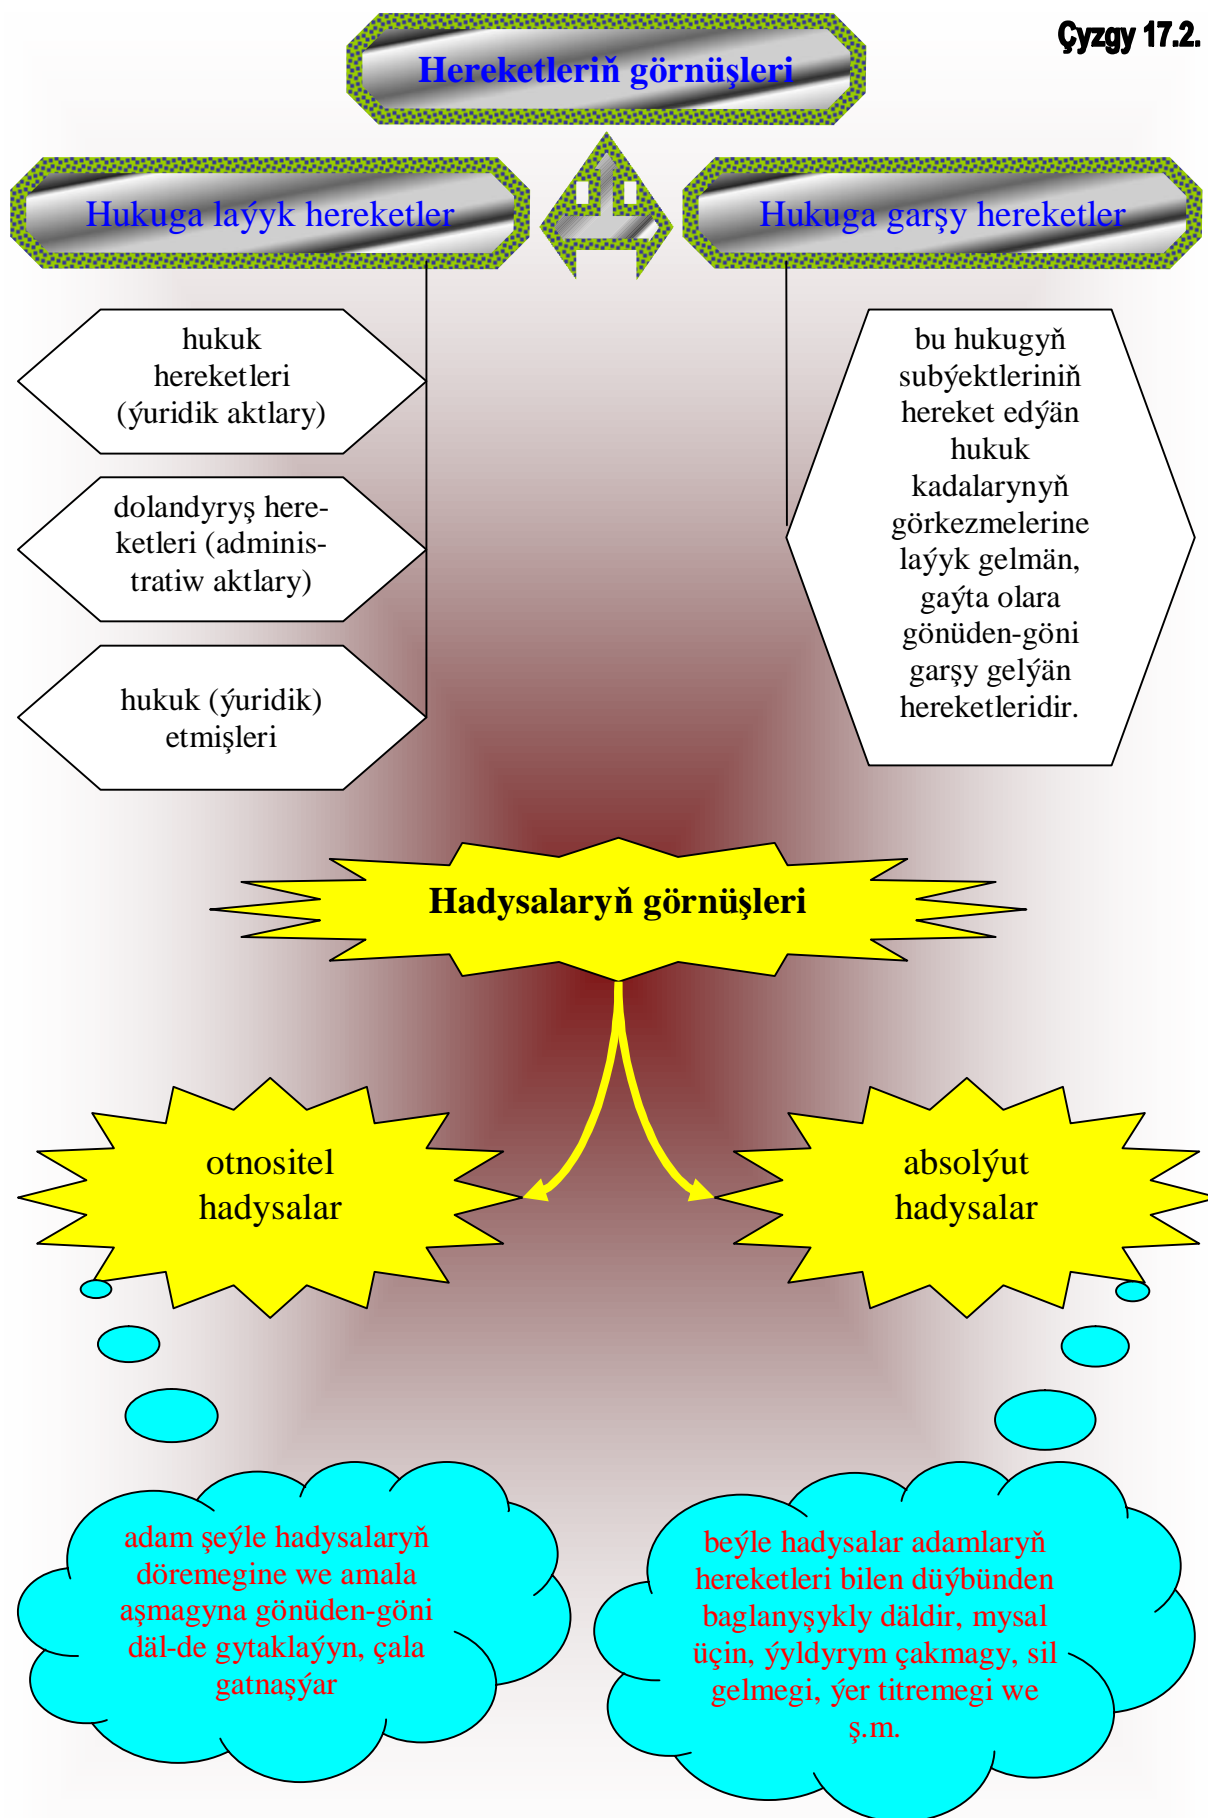 Çyzgy 17.2.
Hereketleriň görnüşleri
Hukuga laýyk hereketler
Hukuga garşy hereketler
hukuk
hereketleri
(ýuridik aktlary)
dolandyryş here-
ketleri (adminis-
tratiw aktlary)
hukuk (ýuridik)
etmişleri
bu hukugyň
subýektleriniň
hereket edýän
hukuk
kadalarynyň
görkezmelerine
laýyk gelmän,
gaýta olara
gönüden-göni
garşy gelýän
hereketleridir.
Hadysalaryň görnüşleri
otnositel
hadysalar
absolýut
hadysalar
adam şeýle hadysalaryň
döremegine we amala
aşmagyna gönüden-göni
däl-de gytaklaýyn, çala
gatnaşýar
beýle hadysalar adamlaryň
hereketleri bilen düýbünden
baglanyşykly däldir, mysal
üçin, ýyldyrym çakmagy, sil
gelmegi, ýer titremegi we
ş.m.